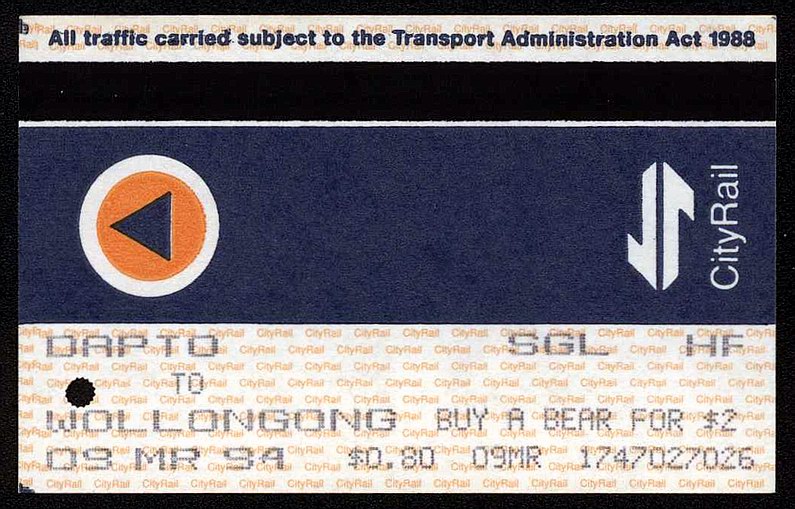 All traffic carried subject to the Transport Administration Act 1988
CityRail
DAPTO SGL HF
TO
WOLLONGONG BUY A BEAR FOR $2
09 MR 94 $0.80 09MR 1747027026